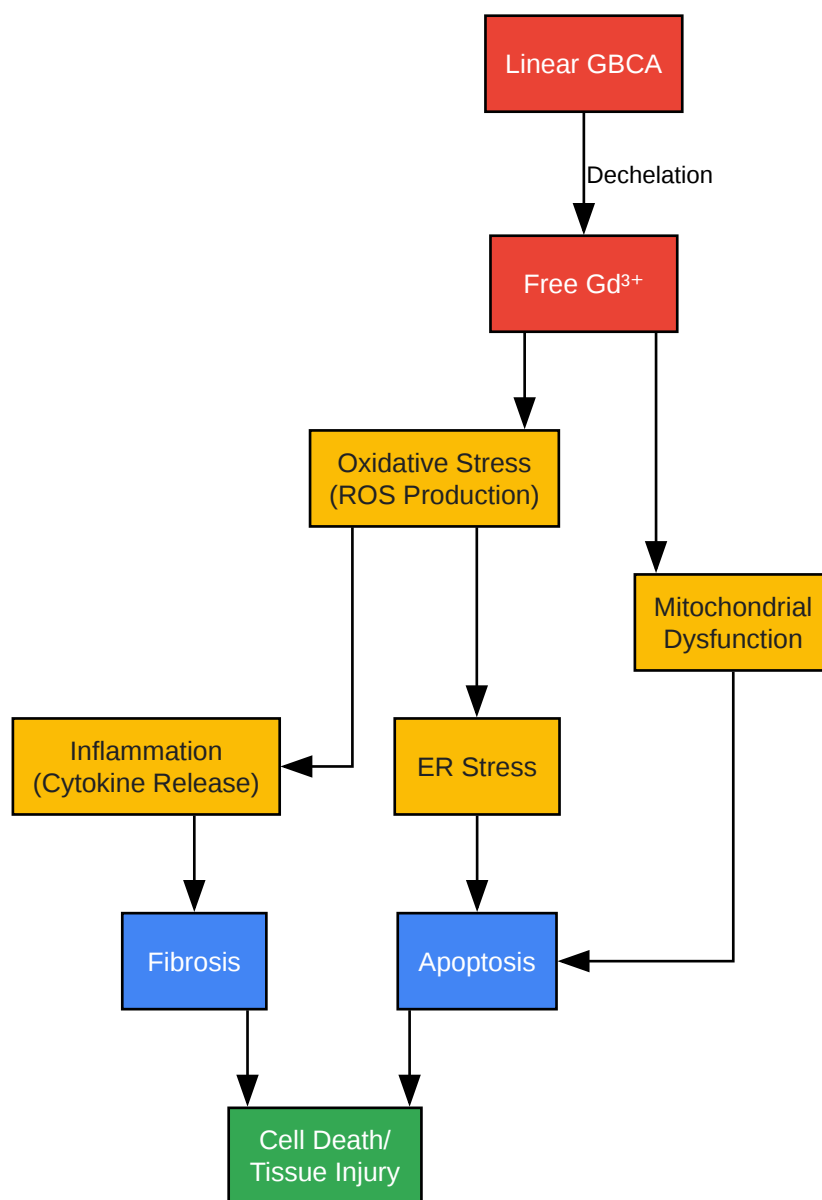 Linear GBCA
Dechelation
Free Gd³⁺
Oxidative Stress
(ROS Production)
Mitochondrial
Dysfunction
Inflammation
(Cytokine Release)
ER Stress
Fibrosis
Apoptosis
Cell Death/
Tissue Injury